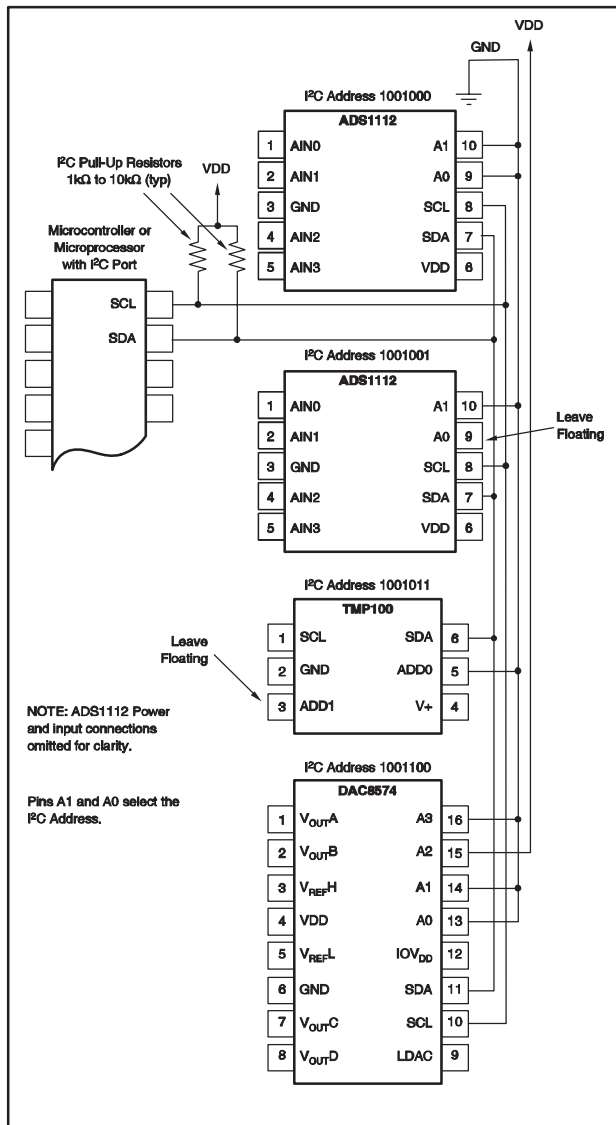 VDD
GND
I²C Address 1001000
ADS1112
1 AIN0 A1 10
2 AIN1 A0 9
3 GND SCL 8
4 AIN2 SDA 7
5 AIN3 VDD 6
I²C Pull-Up Resistors
1kΩ to 10kΩ (typ)
VDD
Microcontroller or
Microprocessor
with I²C Port
SCL
SDA
I²C Address 1001001
ADS1112
1 AIN0 A1 10
2 AIN1 A0 9
3 GND SCL 8
4 AIN2 SDA 7
5 AIN3 VDD 6
Leave
Floating
I²C Address 1001011
TMP100
1 SCL SDA 6
2 GND ADD0 5
3 ADD1 V+ 4
Leave
Floating
NOTE: ADS1112 Power
and input connections
omitted for clarity.
Pins A1 and A0 select the
I²C Address.
I²C Address 1001100
DAC8574
1 VOUTA A3 16
2 VOUTB A2 15
3 VREFH A1 14
4 VDD A0 13
5 VREFL IOVDD 12
6 GND SDA 11
7 VOUTC SCL 10
8 VOUTD LDAC 9